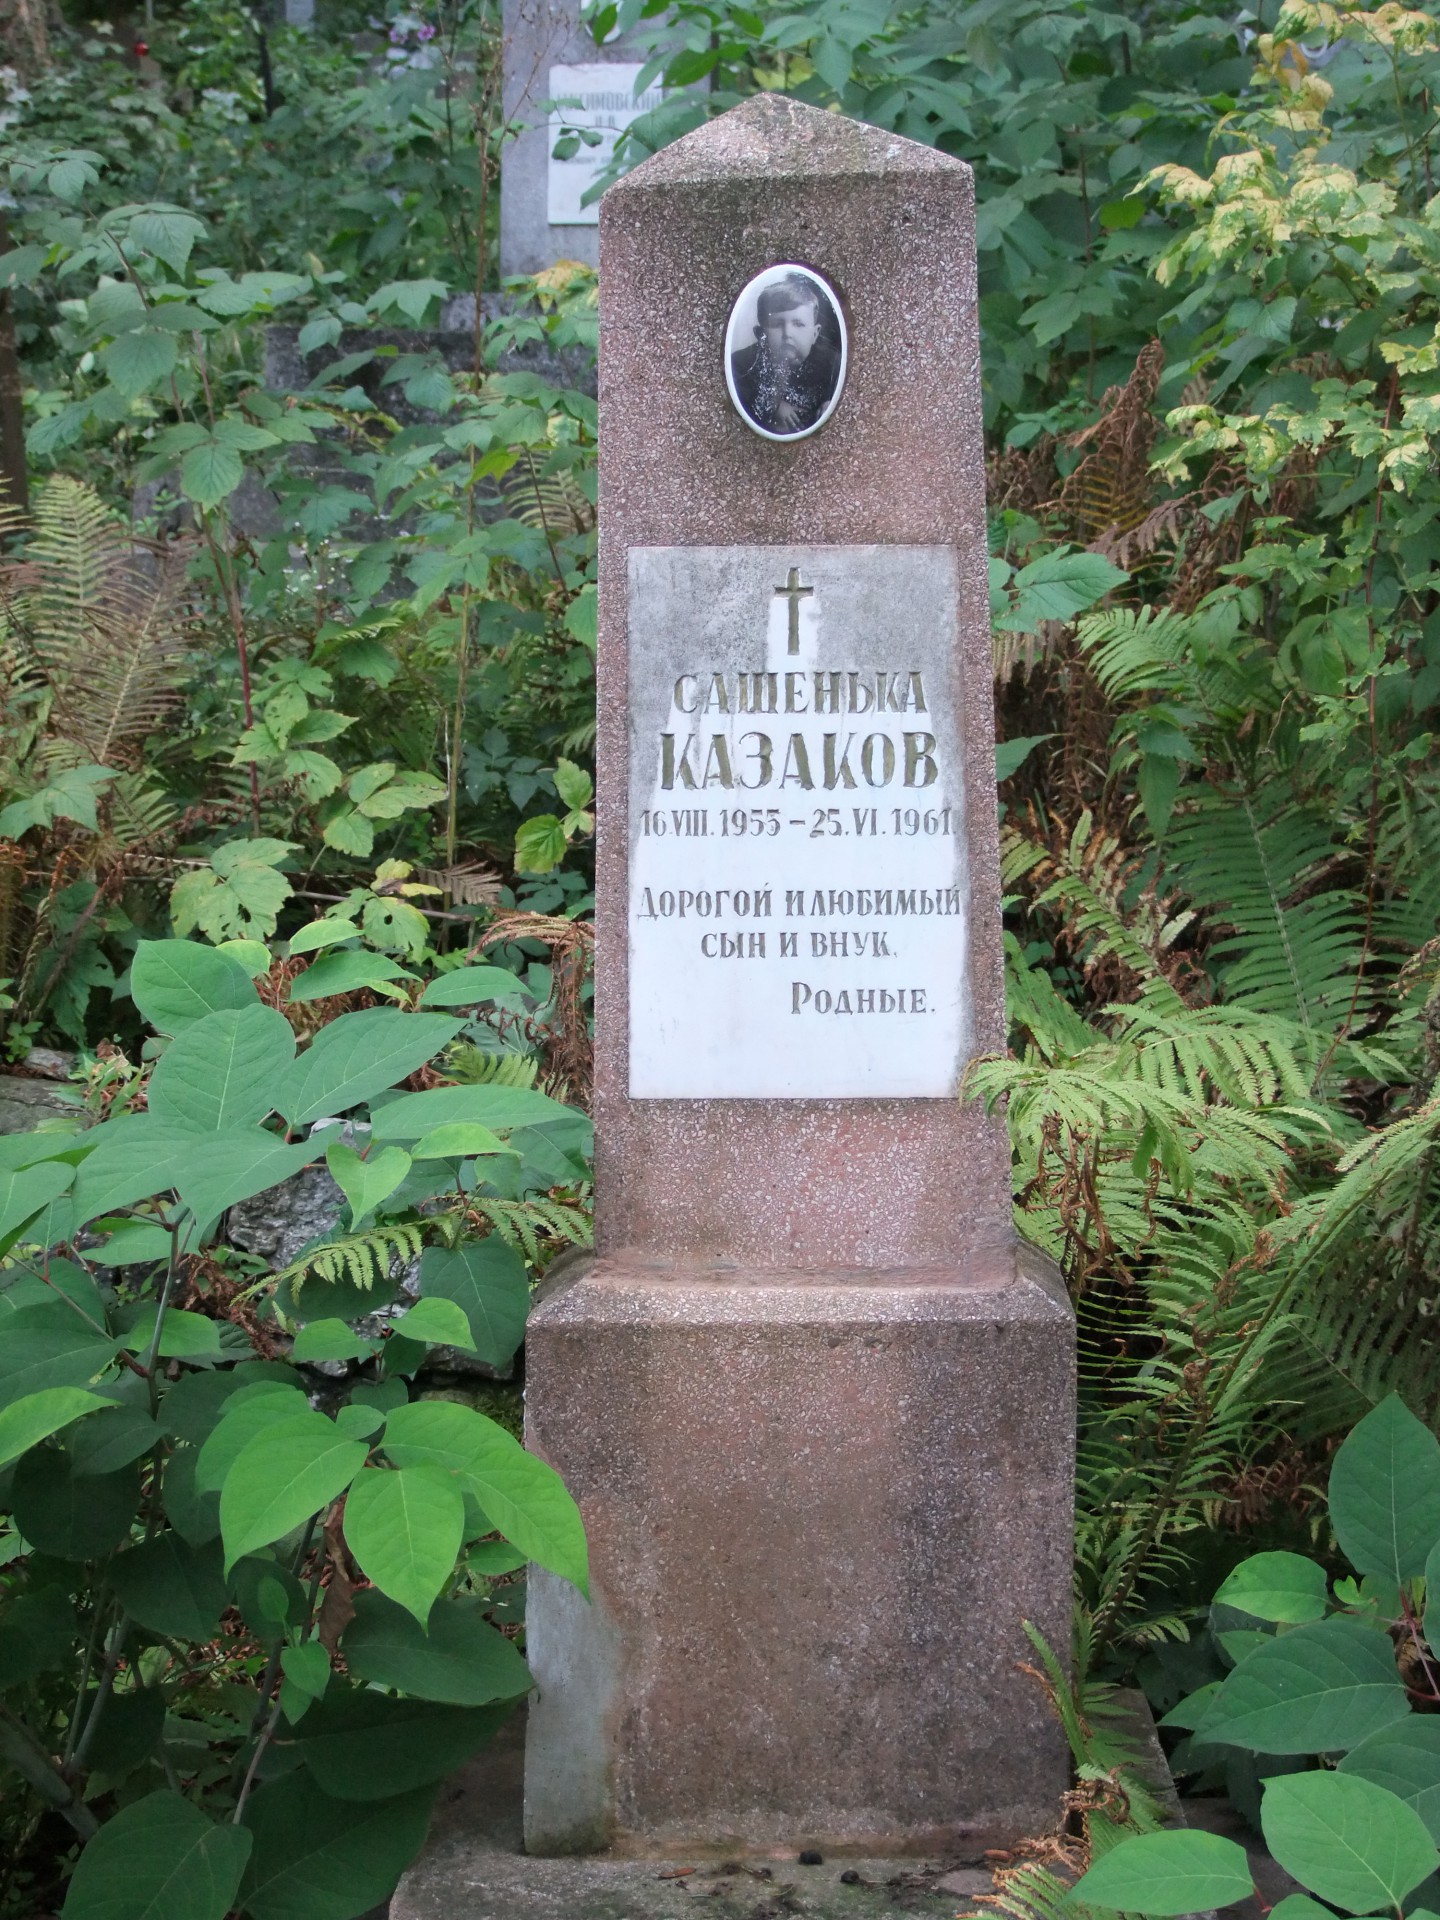 САШЕНЬКА
КАЗАКОВ
16.VIII.1955-25.VI.1961.
ДОРОГОЙ И ЛЮБИМЫЙ
СЫН И ВНУК.
РОДНЫЕ.